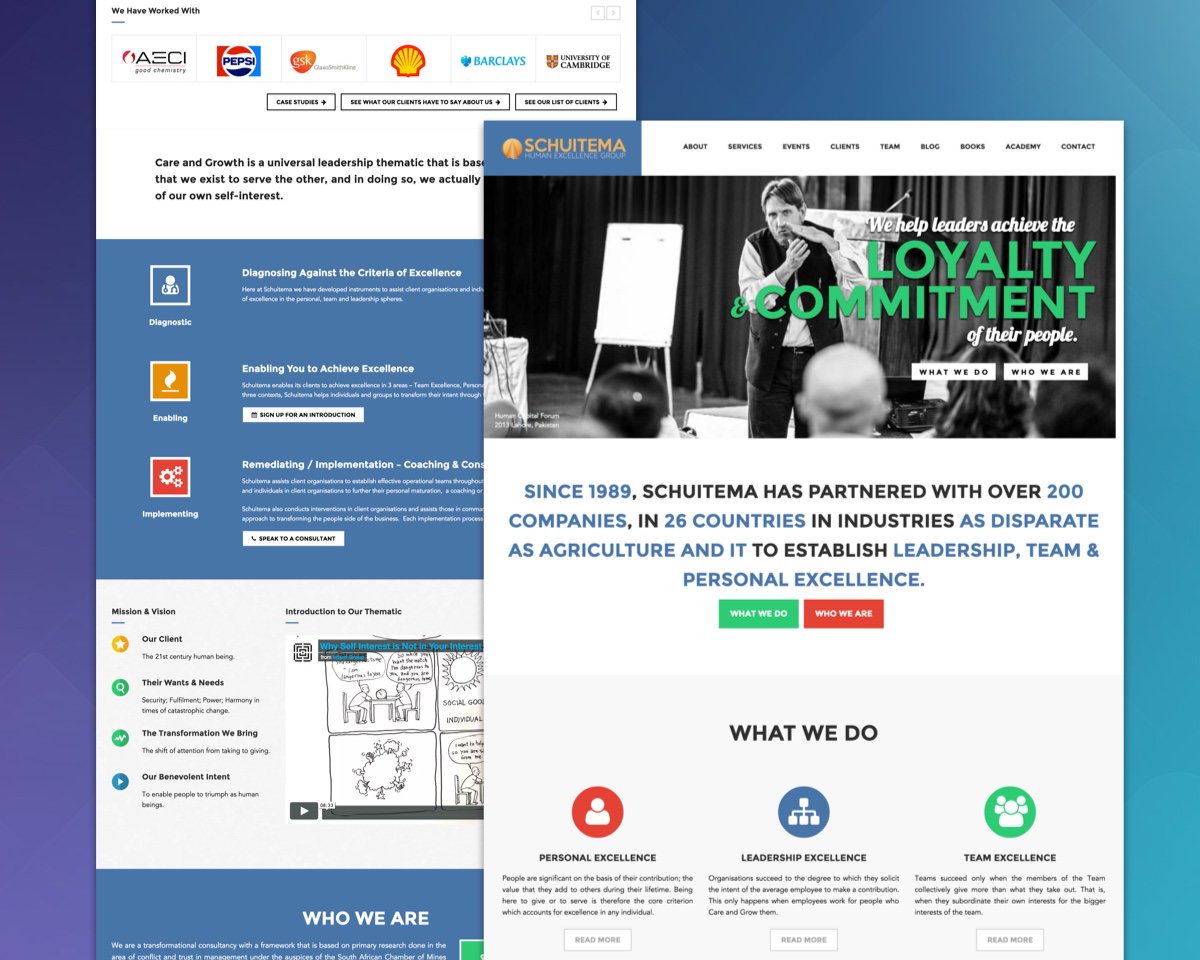 We Have Worked With
AECI
good chemistry
PEPSI
gsk
GlaxoSmithKline
BARCLAYS
UNIVERSITY OF
CAMBRIDGE
CASE STUDIES
SEE WHAT OUR CLIENTS HAVE TO SAY ABOUT US
SEE OUR LIST OF CLIENTS
Care and Growth is a universal leadership thematic that is base
that we exist to serve the other, and in doing so, we actually
of our own self-interest.
Diagnosing Against the Criteria of Excellence
Here at Schuitema we have developed instruments to assist client organisations and indiv
of excellence in the personal, team and leadership spheres.
Diagnostic
Enabling You to Achieve Excellence
Schuitema enables its clients to achieve excellence in 3 areas – Team Excellence, Persona
three contexts, Schuitema helps individuals and groups to transform their intent through
SIGN UP FOR AN INTRODUCTION
Enabling
Remediating / Implementation – Coaching & Cons
Schuitema assists client organisations to establish effective operational teams throughout
and individuals in client organisations to further their personal maturation, a coaching or
Schuitema also conducts interventions in client organisations and assists those in comma
approach to transforming the people side of the business. Each implementation process
SPEAK TO A CONSULTANT
Implementing
Mission & Vision
Our Client
The 21st century human being.
Their Wants & Needs
Security; Fulfilment; Power; Harmony in
times of catastrophic change.
The Transformation We Bring
The shift of attention from taking to giving.
Our Benevolent Intent
To enable people to triumph as human
beings.
Introduction to Our Thematic
Why Self Interest is Not in Your Interest
from
SOCIAL GOOD
INDIVIDUAL
08:33
WHO WE ARE
We are a transformational consultancy with a framework that is based on primary research done in the
area of conflict and trust in management under the auspices of the South African Chamber of Mines
SCHUITEMA
HUMAN EXCELLENCE GROUP
ABOUT
SERVICES
EVENTS
CLIENTS
TEAM
BLOG
BOOKS
ACADEMY
CONTACT
We help leaders achieve the
LOYALTY
& COMMITMENT
of their people.
WHAT WE DO
WHO WE ARE
Human Capital Forum
2013 Lahore, Pakistan
SINCE 1989, SCHUITEMA HAS PARTNERED WITH OVER 200
COMPANIES, IN 26 COUNTRIES IN INDUSTRIES AS DISPARATE
AS AGRICULTURE AND IT TO ESTABLISH LEADERSHIP, TEAM &
PERSONAL EXCELLENCE.
WHAT WE DO
WHO WE ARE
WHAT WE DO
PERSONAL EXCELLENCE
People are significant on the basis of their contribution; the
value that they add to others during their lifetime. Being
here to give or to serve is therefore the core criterion
which accounts for excellence in any individual.
READ MORE
LEADERSHIP EXCELLENCE
Organisations succeed to the degree to which they solicit
the intent of the average employee to make a contribution.
This only happens when employees work for people who
Care and Grow them.
READ MORE
TEAM EXCELLENCE
Teams succeed only when the members of the Team
collectively give more than what they take out. That is,
when they subordinate their own interests for the bigger
interests of the team.
READ MORE